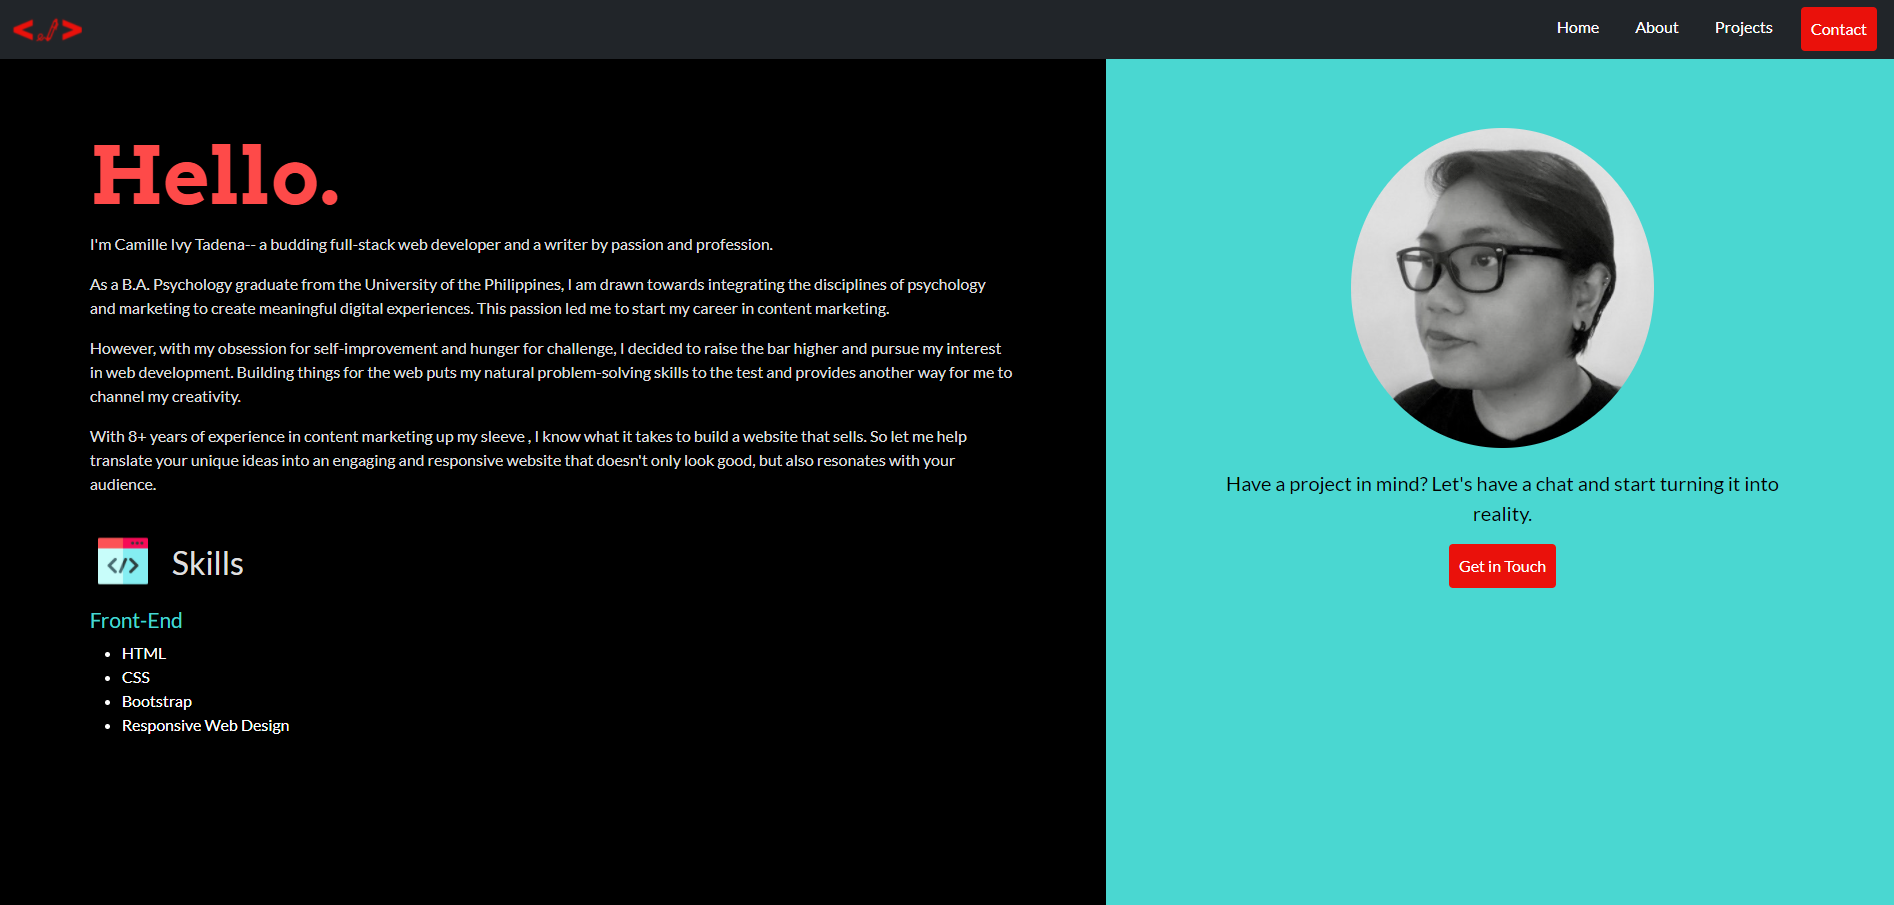 Home About Projects Contact
Hello.
I'm Camille Ivy Tadena-- a budding full-stack web developer and a writer by passion and profession.
As a B.A. Psychology graduate from the University of the Philippines, I am drawn towards integrating the disciplines of psychology
and marketing to create meaningful digital experiences. This passion led me to start my career in content marketing.
However, with my obsession for self-improvement and hunger for challenge, I decided to raise the bar higher and pursue my interest
in web development. Building things for the web puts my natural problem-solving skills to the test and provides another way for me to
channel my creativity.
With 8+ years of experience in content marketing up my sleeve , I know what it takes to build a website that sells. So let me help
translate your unique ideas into an engaging and responsive website that doesn't only look good, but also resonates with your
audience.
</> Skills
Front-End
• HTML
• CSS
• Bootstrap
• Responsive Web Design
Have a project in mind? Let's have a chat and start turning it into
reality.
Get in Touch